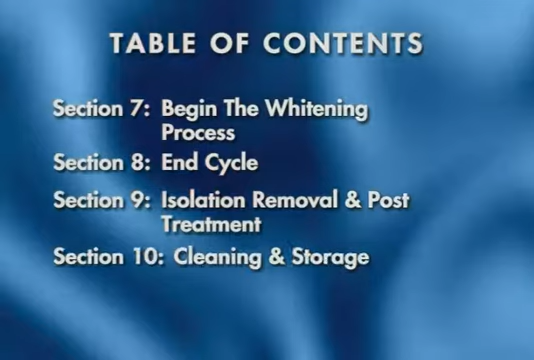 TABLE OF CONTENTS
Section 7: Begin The Whitening
Process
Section 8: End Cycle
Section 9: Isolation Removal & Post
Treatment
Section 10: Cleaning & Storage